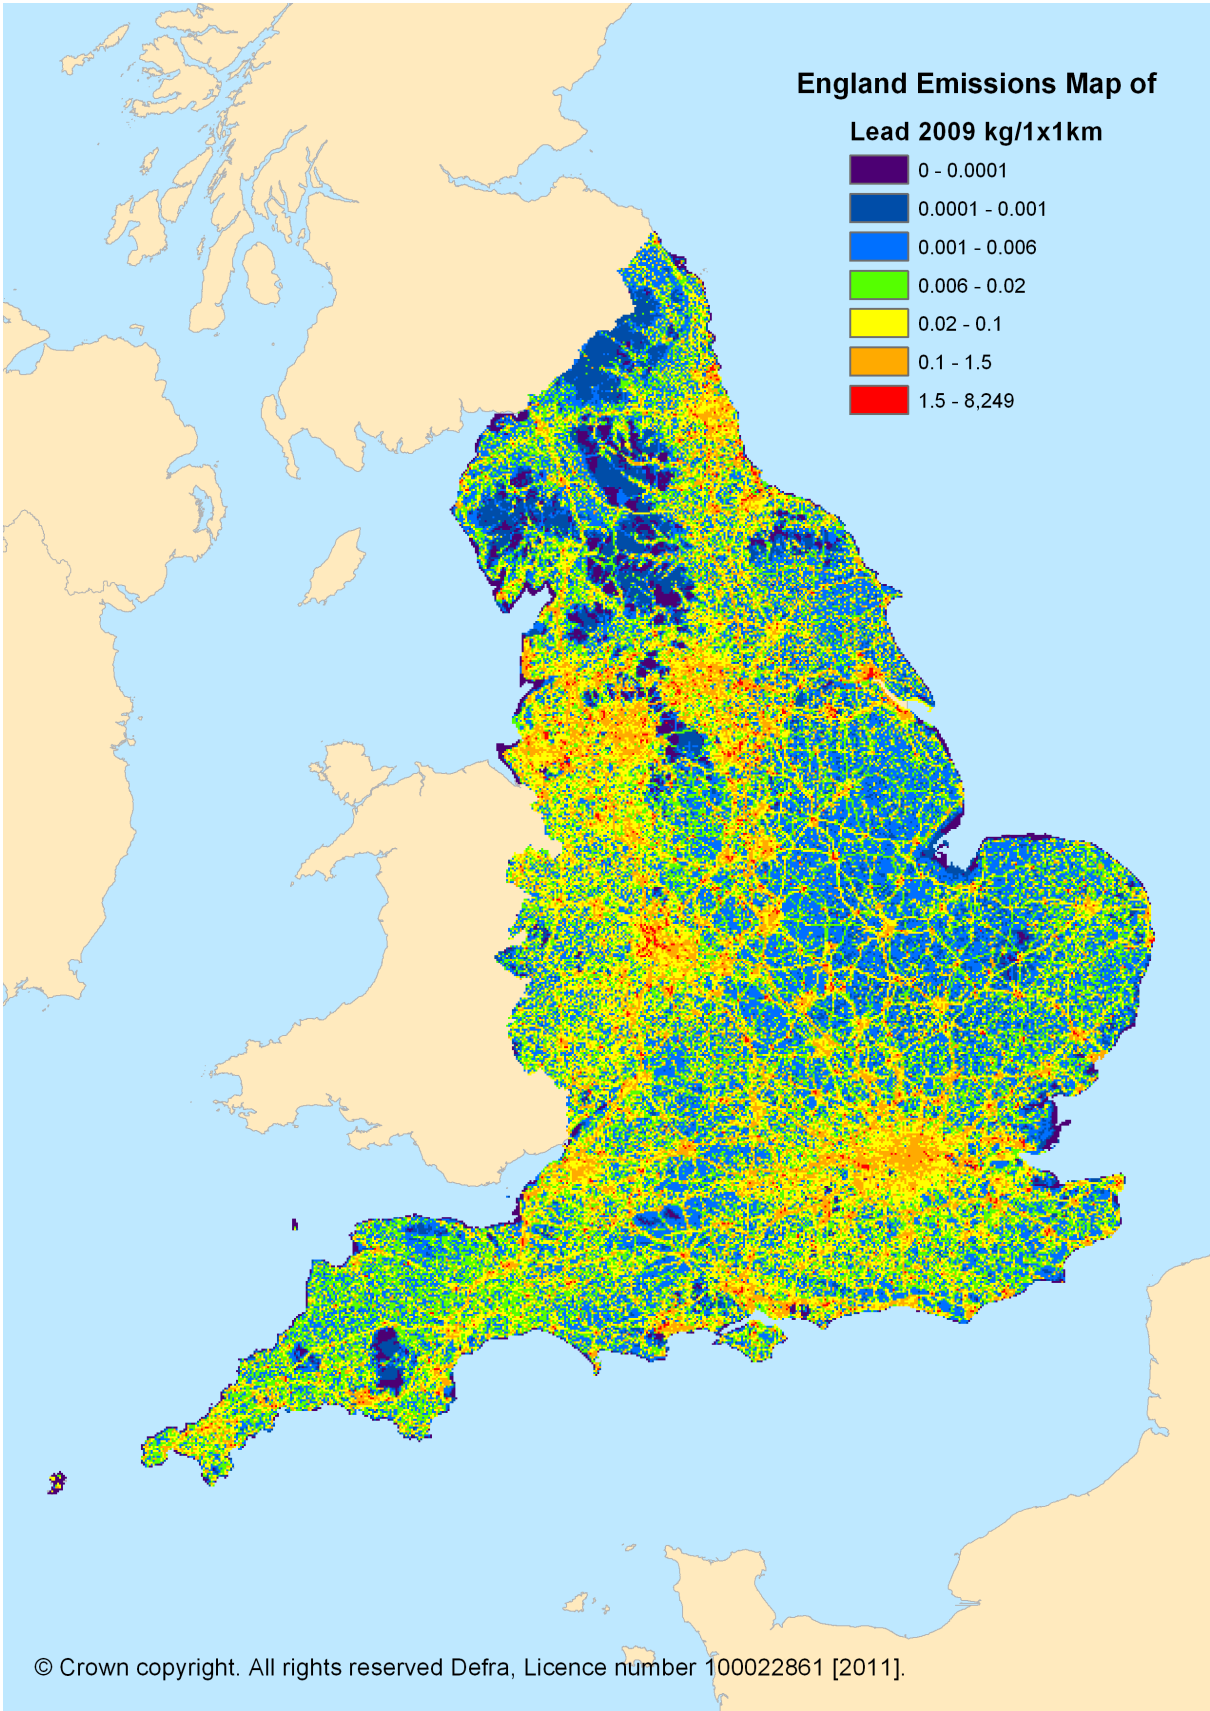 England Emissions Map of
Lead 2009 kg/1x1km
0 - 0.0001
0.0001 - 0.001
0.001 - 0.006
0.006 - 0.02
0.02 - 0.1
0.1 - 1.5
1.5 - 8,249
© Crown copyright. All rights reserved Defra, Licence number 100022861 [2011].